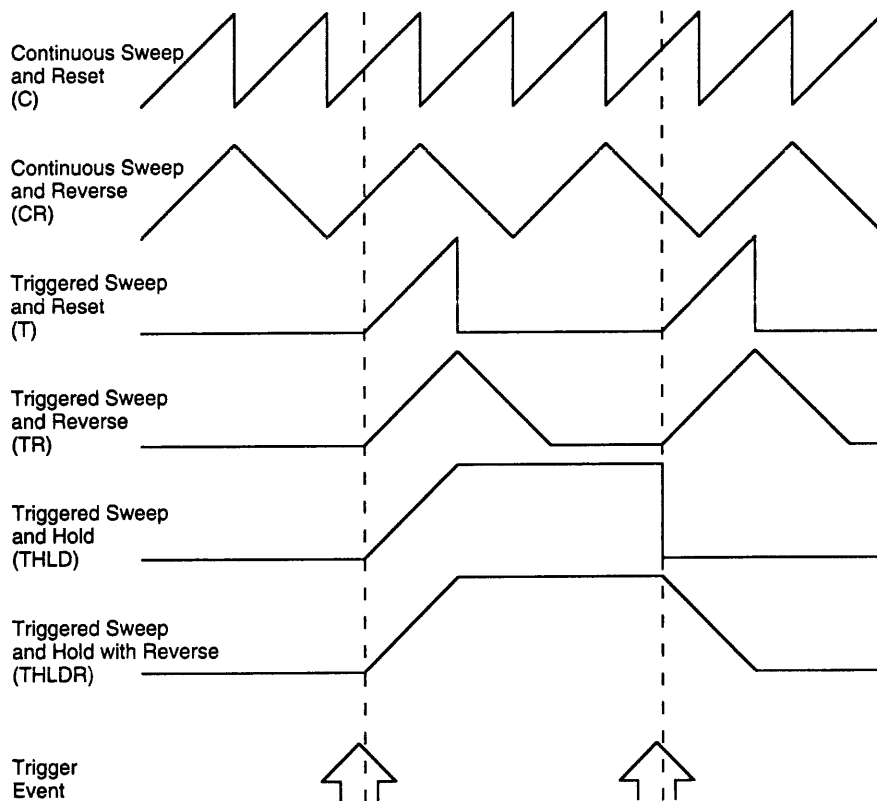 Continuous Sweep
and Reset
(C)
Continuous Sweep
and Reverse
(CR)
Triggered Sweep
and Reset
(T)
Triggered Sweep
and Reverse
(TR)
Triggered Sweep
and Hold
(THLD)
Triggered Sweep
and Hold with Reverse
(THLDR)
Trigger
Event